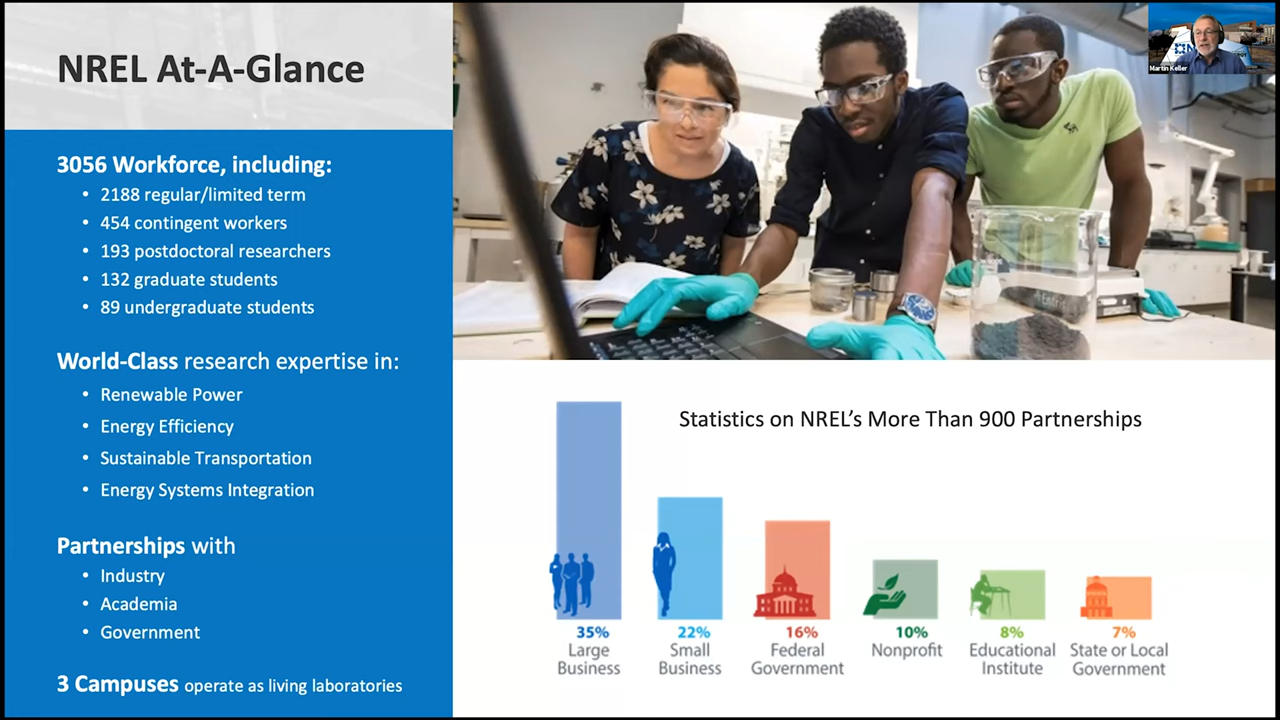 NREL At-A-Glance
3056 Workforce, including:
• 2188 regular/limited term
• 454 contingent workers
• 193 postdoctoral researchers
• 132 graduate students
• 89 undergraduate students
World-Class research expertise in:
• Renewable Power
• Energy Efficiency
• Sustainable Transportation
• Energy Systems Integration
Partnerships with
• Industry
• Academia
• Government
3 Campuses operate as living laboratories
Martin Keller
Statistics on NREL’s More Than 900 Partnerships
35%
Large
Business
22%
Small
Business
16%
Federal
Government
10%
Nonprofit
8%
Educational
Institute
7%
State or Local
Government